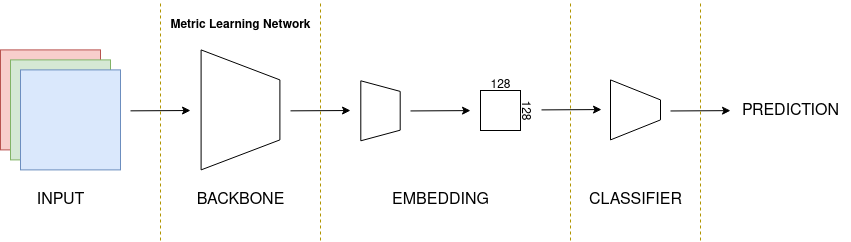 Metric Learning Network
128
128
INPUT
BACKBONE
EMBEDDING
CLASSIFIER
PREDICTION